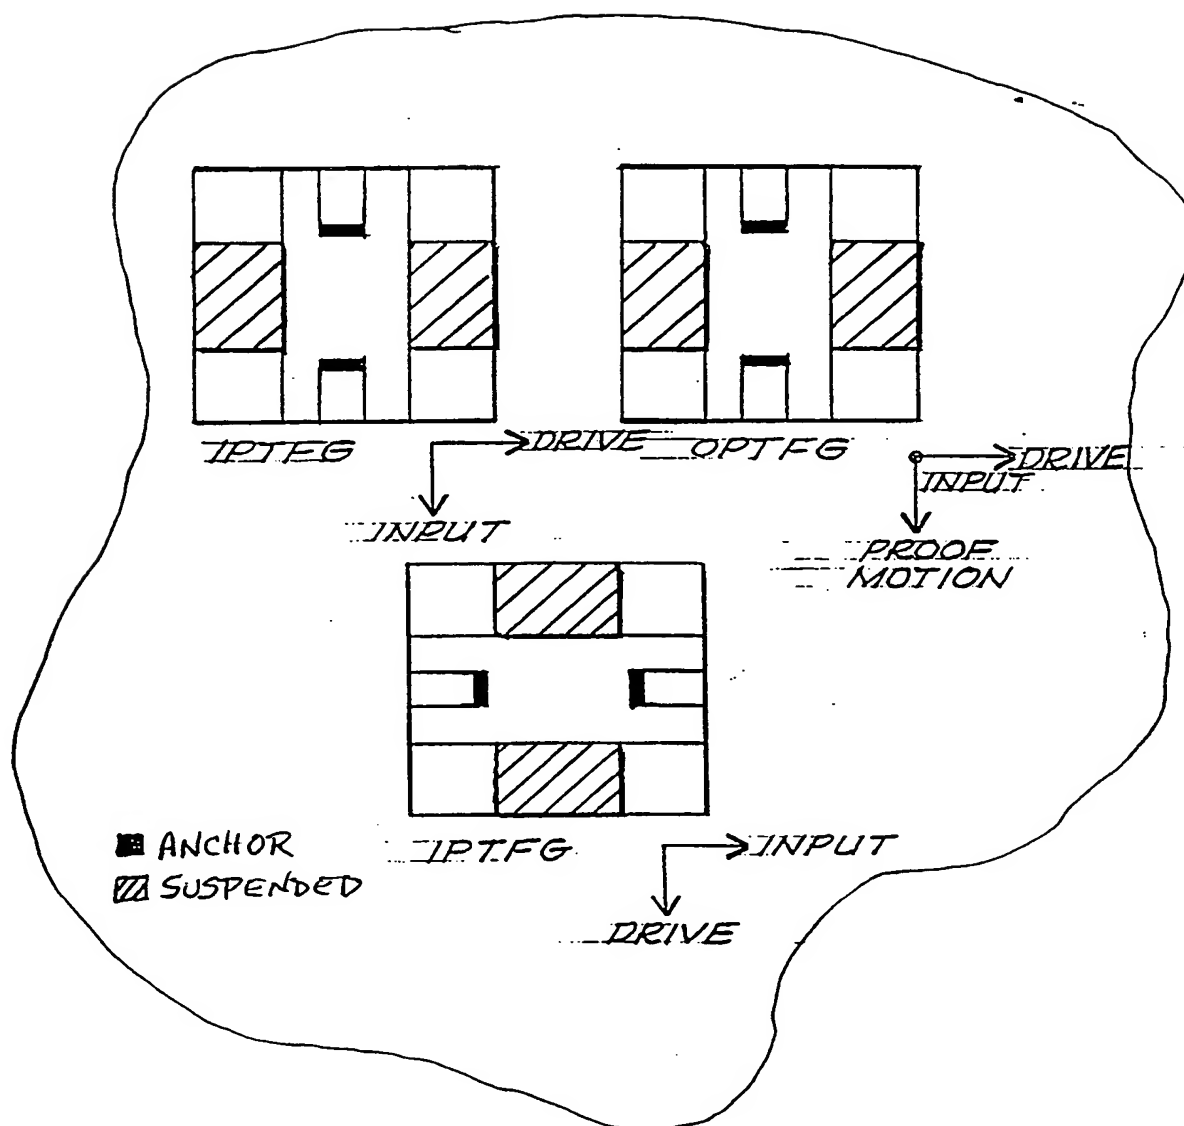 IPTFG
DRIVE
INPUT
OPTFG
DRIVE
INPUT
PROOF
MOTION
ANCHOR
SUSPENDED
IPTFG
INPUT
DRIVE